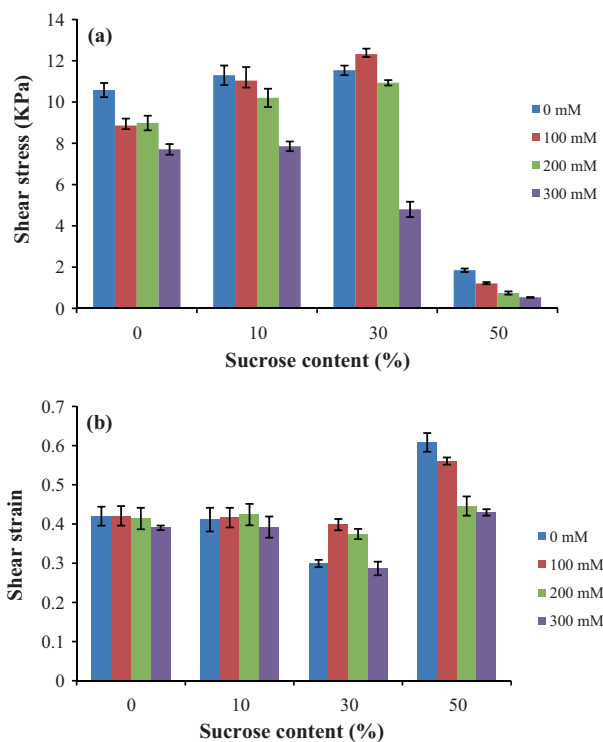 (a)
Shear stress (KPa)
14
12
10
8
6
4
2
0
0 10 30 50
Sucrose content (%)
0 mM
100 mM
200 mM
300 mM
(b)
Shear strain
0.7
0.6
0.5
0.4
0.3
0.2
0.1
0
0 10 30 50
Sucrose content (%)
0 mM
100 mM
200 mM
300 mM